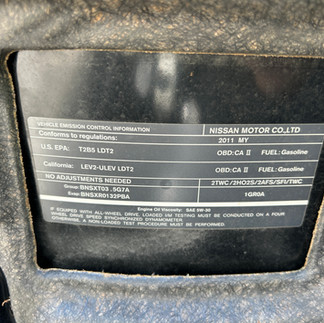 VEHICLE EMISSION CONTROL INFORMATION NISSAN MOTOR CO.,LTD
Conforms to regulations: 2011 MY
U.S. EPA: T2B5 LDT2 OBD:CA II FUEL: Gasoline
California: LEV2-ULEV LDT2 OBD:CA II FUEL: Gasoline
NO ADJUSTMENTS NEEDED 2TWC/2HO2S/2AFS/SFI/TWC
Group: BNSXT03 .5G7A
Evap: BNSXR0132PBA 1GR0A
Engine Oil Viscosity: SAE 5W-30
IF EQUIPPED WITH ALL-WHEEL DRIVE, LOADED I/M TESTING MUST BE CONDUCTED ON A FOUR
WHEEL DRIVE SPEED SYNCHRONIZED DYNAMOMETER.
OTHERWISE, A NON-LOADED TEST PROCEDURE MUST BE PERFORMED.